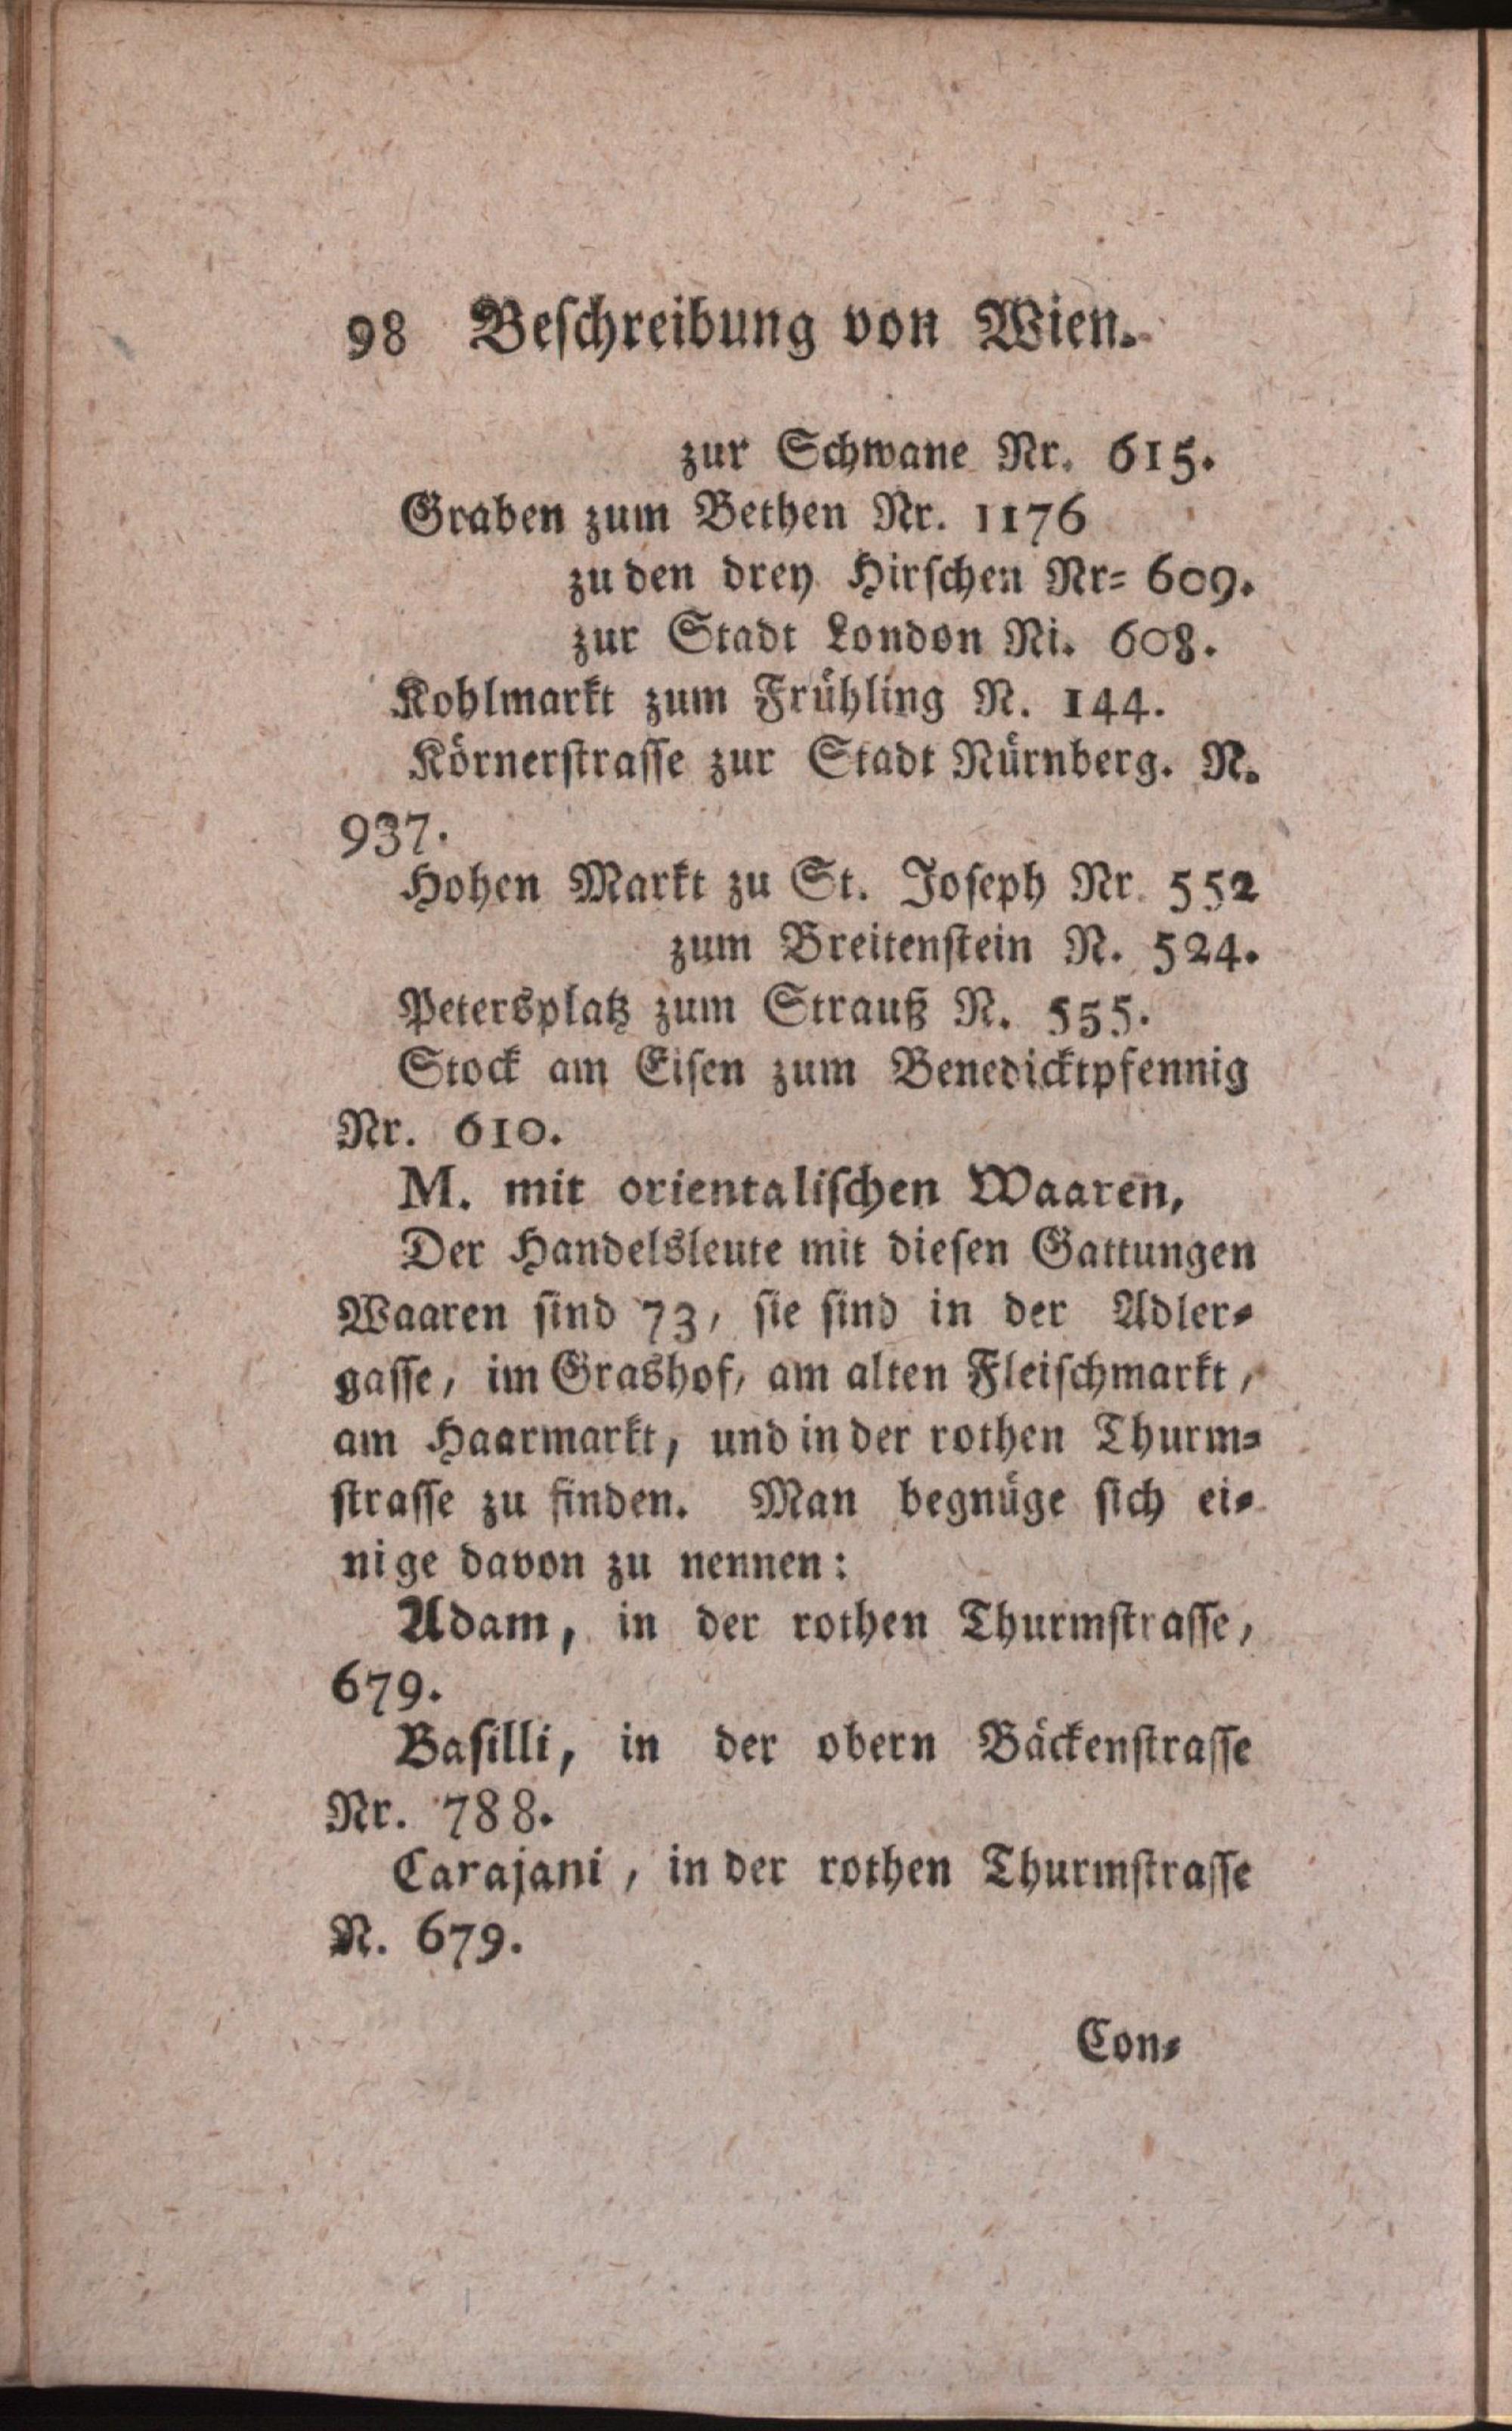 98 Beschreibung von Wien.
zur Schwane Nr. 615.
Graben zum Bethen Nr. 1176
zu den drey Hirschen Nr= 609.
zur Stadt London Ni. 608.
Kohlmarkt zum Frühling N. 144.
Körnerstrasse zur Stadt Nürnberg. N.
937.
Hohen Markt zu St. Joseph Nr. 552
zum Breitenstein N. 524.
Petersplatz zum Strauß N. 555.
Stock am Eisen zum Benedicktpfennig
Nr. 610.
M. mit orientalischen Waaren,
Der Handelsleute mit diesen Gattungen
Waaren sind 73, sie sind in der Adler=
gasse, im Grashof, am alten Fleischmarkt,
am Haarmarkt, und in der rothen Thurm=
strasse zu finden. Man begnüge sich ei=
nige davon zu nennen:
Adam, in der rothen Thurmstrasse,
679.
Basilli, in der obern Bäckenstrasse
Nr. 788.
Carajani, in der rothen Thurmstrasse
N. 679.
Con=